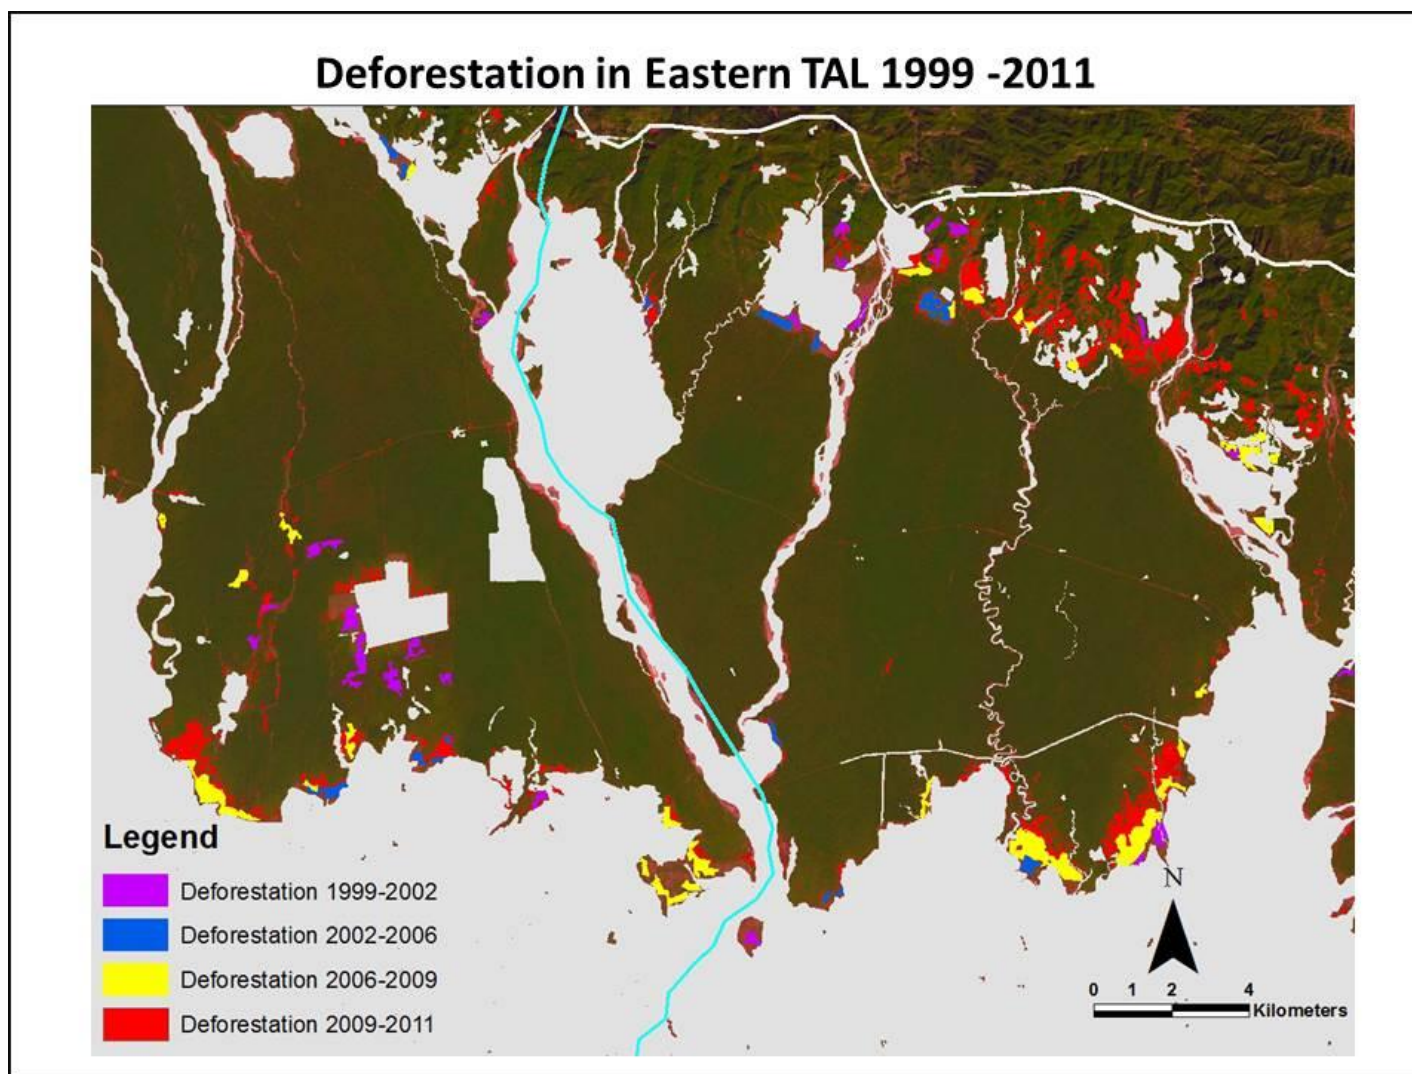 Deforestation in Eastern TAL 1999 -2011
Legend
Deforestation 1999-2002
Deforestation 2002-2006
Deforestation 2006-2009
Deforestation 2009-2011
N
0 1 2 4
Kilometers